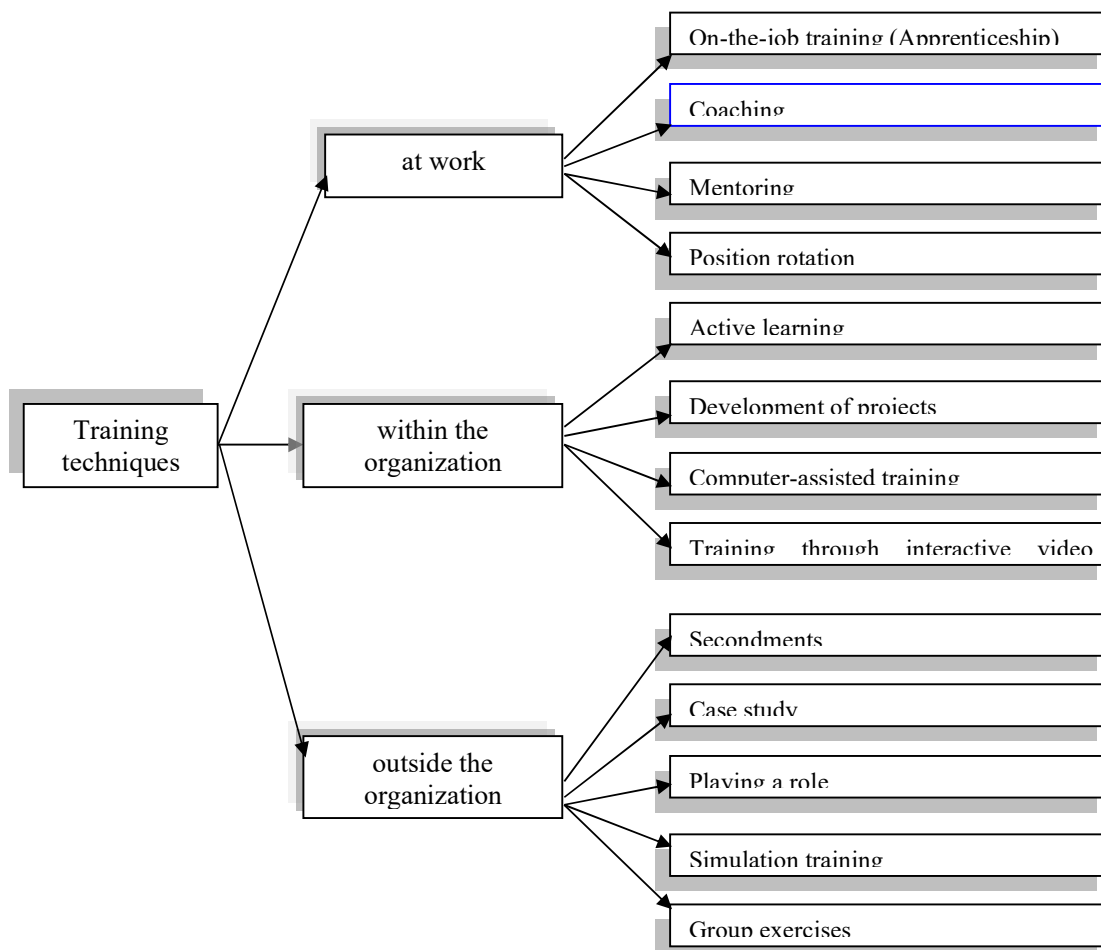 On-the-job training (Apprenticeship)
Coaching
at work
Mentoring
Position rotation
Active learning
Training
techniques
within the
organization
Development of projects
Computer-assisted training
Training through interactive video
Secondments
Case study
outside the
organization
Playing a role
Simulation training
Group exercises